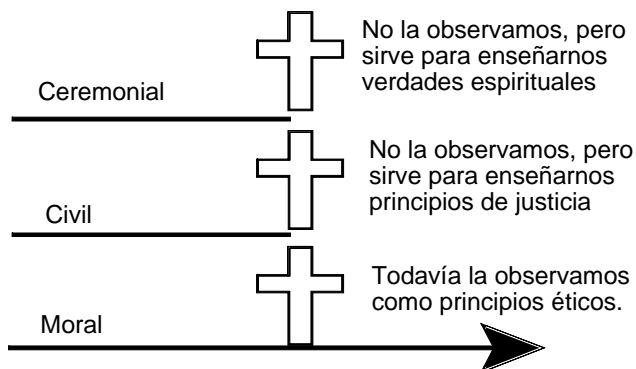 No la observamos, pero
sirve para enseñarnos
verdades espirituales
Ceremonial
No la observamos, pero
sirve para enseñarnos
principios de justicia
Civil
Todavía la observamos
como principios éticos.
Moral